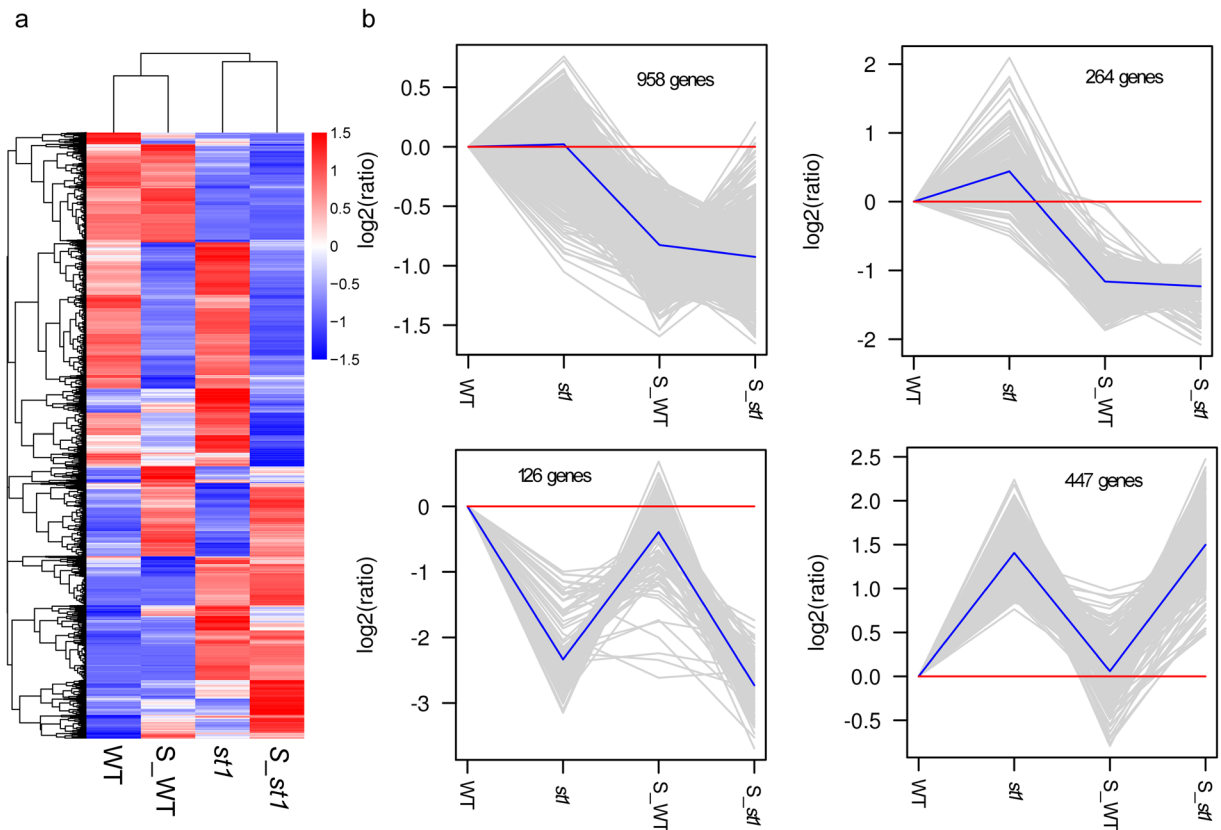 a
b
1.5
1
0.5
0
−0.5
−1
−1.5
WT
S_WT
st1
S_st1
958 genes
log2(ratio)
0.5
0.0
-0.5
-1.0
-1.5
WT
st1
S_WT
S_st1
264 genes
log2(ratio)
2
1
0
-1
-2
WT
st1
S_WT
S_st1
126 genes
log2(ratio)
0
-1
-2
-3
WT
st1
S_WT
S_st1
447 genes
log2(ratio)
2.5
2.0
1.5
1.0
0.5
0.0
-0.5
WT
st1
S_WT
S_st1